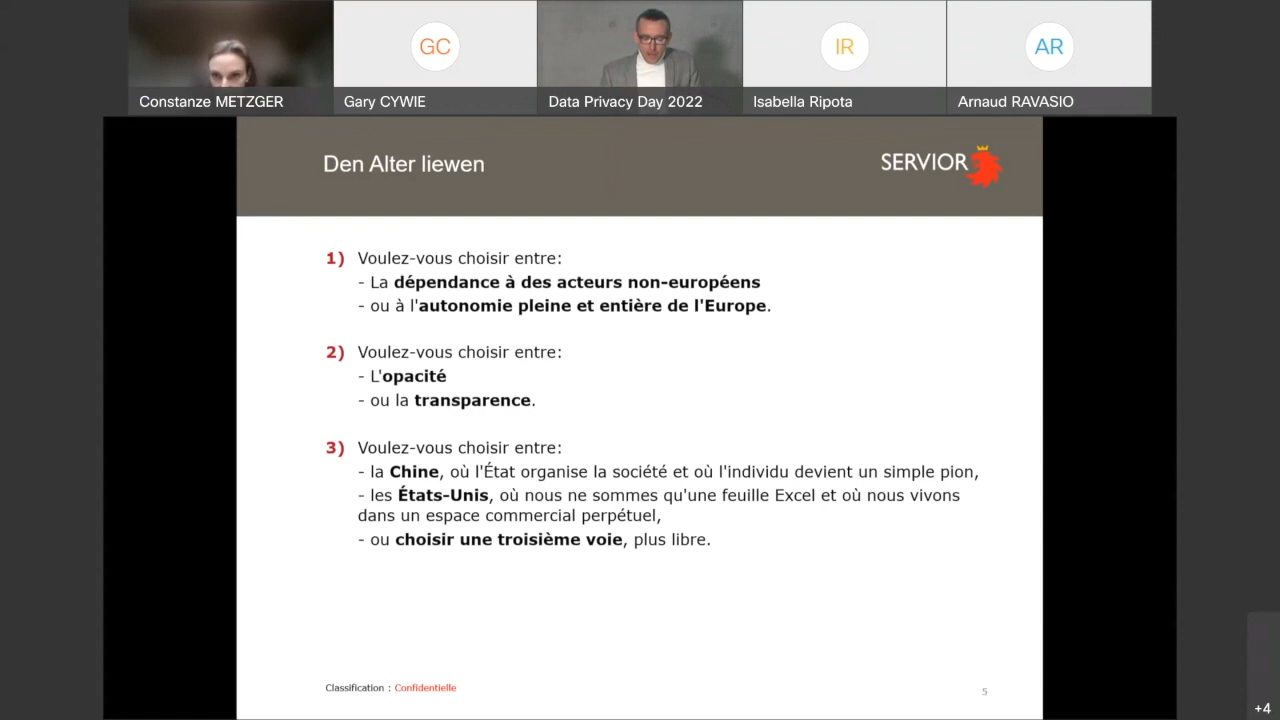 GC
IR
AR
Constanze METZGER
Gary CYWIE
Data Privacy Day 2022
Isabella Ripota
Arnaud RAVASIO
Den Alter liewen
SERVIOR
1) Voulez-vous choisir entre:
- La dépendance à des acteurs non-européens
- ou à l'autonomie pleine et entière de l'Europe.
2) Voulez-vous choisir entre:
- L'opacité
- ou la transparence.
3) Voulez-vous choisir entre:
- la Chine, où l'État organise la société et où l'individu devient un simple pion,
- les États-Unis, où nous ne sommes qu'une feuille Excel et où nous vivons
dans un espace commercial perpétuel,
- ou choisir une troisième voie, plus libre.
Classification : Confidentielle
5
+4